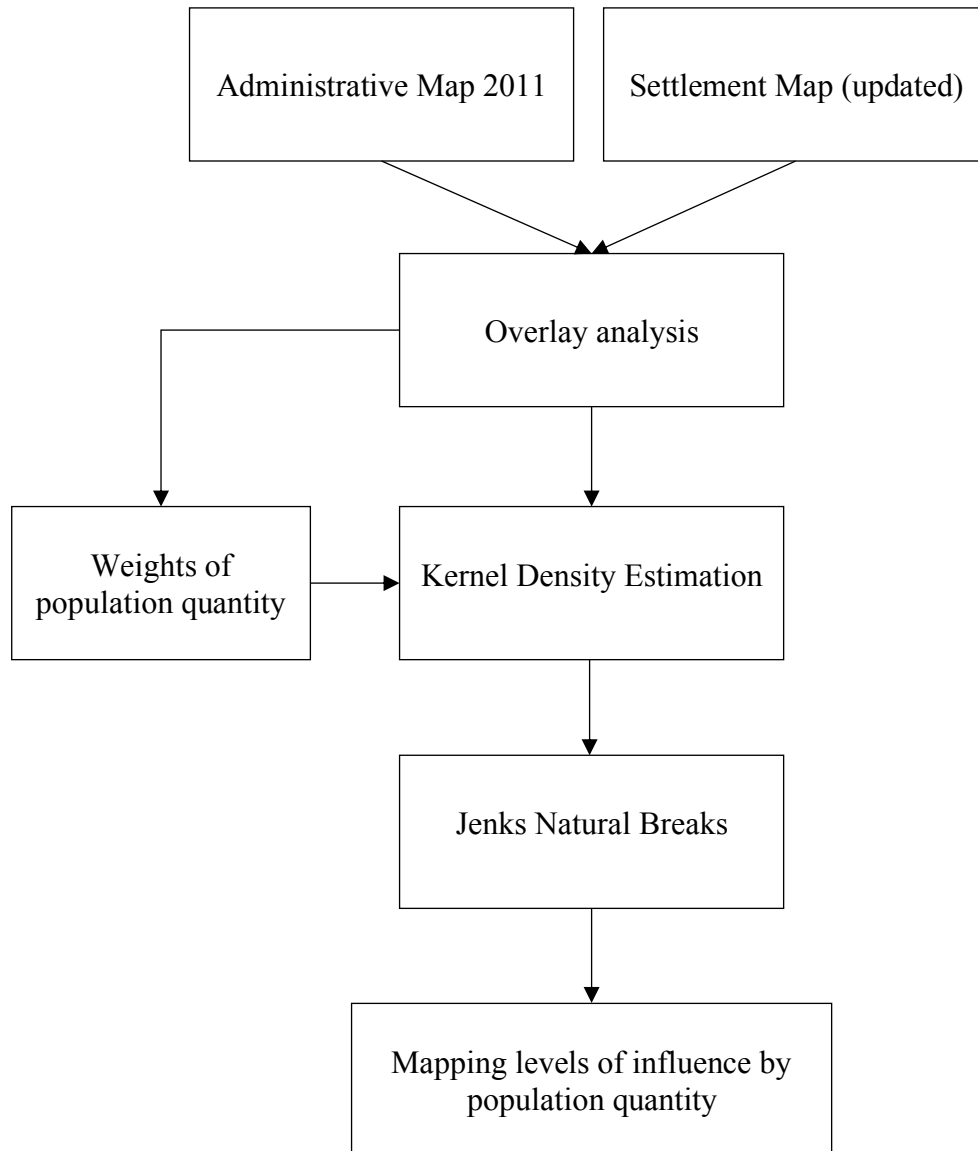 Administrative Map 2011
Settlement Map (updated)
Overlay analysis
Weights of
population quantity
Kernel Density Estimation
Jenks Natural Breaks
Mapping levels of influence by
population quantity